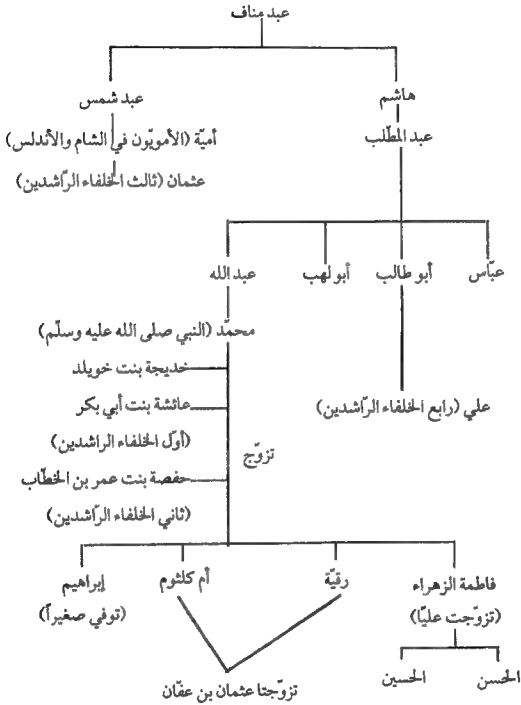 عبد مناف
هاشم
عبد شمس
عبد المطّلب
أميّة (الأمويّون في الشام والأندلس)
عثمان (ثالث الخلفاء الرّاشدين)
عبّاس
أبو طالب
أبو لهب
عبد الله
محمّد (النبي صلى الله عليه وسلّم)
خديجة بنت خويلد
علي (رابع الخلفاء الرّاشدين)
عائشة بنت أبي بكر
(أوّل الخلفاء الراشدين)
تزوّج
حفصة بنت عمر بن الخطّاب
(ثاني الخلفاء الرّاشدين)
فاطمة الزهراء
(تزوّجت عليّا)
رقيّة
أم كلثوم
إبراهيم
(توفي صغيراً)
الحسن
الحسين
تزوّجتا عثمان بن عفّان